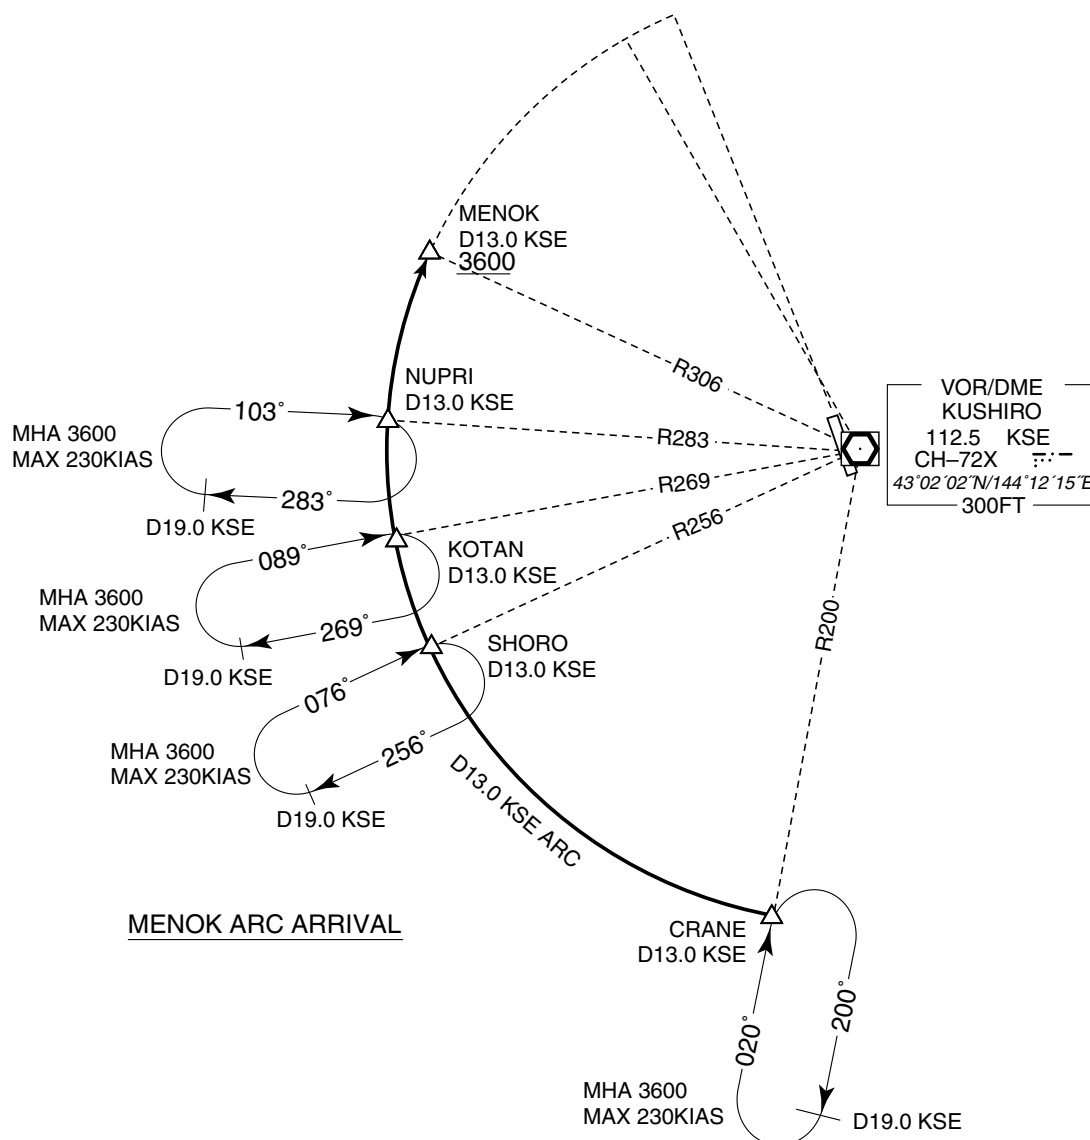 MENOK
D13.0 KSE
3600
R306
NUPRI
D13.0 KSE
103°
MHA 3600
MAX 230KIAS
283°
D19.0 KSE
R283
R269
R256
VOR/DME
KUSHIRO
112.5 KSE
CH–72X
43°02´02˝N/144°12´15˝E
300FT
089°
KOTAN
D13.0 KSE
MHA 3600
MAX 230KIAS
269°
D19.0 KSE
SHORO
D13.0 KSE
076°
MHA 3600
MAX 230KIAS
256°
D19.0 KSE
R200
D13.0 KSE ARC
MENOK ARC ARRIVAL
CRANE
D13.0 KSE
020°
200°
MHA 3600
MAX 230KIAS
D19.0 KSE